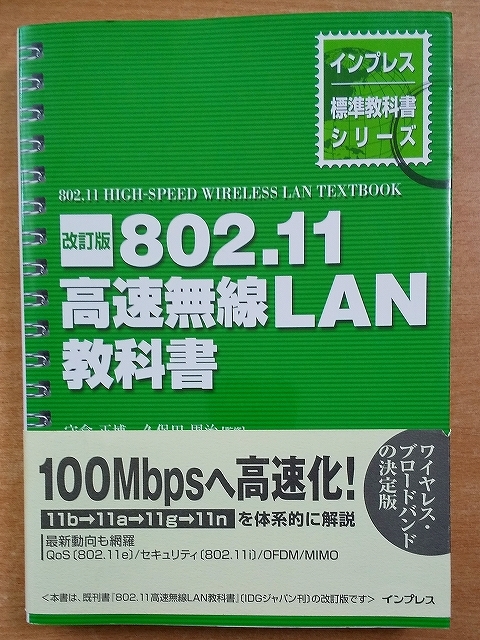 インプレス
標準教科書
シリーズ
802.11 HIGH-SPEED WIRELESS LAN TEXTBOOK
改訂版 802.11
高速無線LAN
教科書
100Mbpsへ高速化!
11b→11a→11g→11n を体系的に解説
最新動向も網羅
QoS(802.11e)/セキュリティ(802.11i)/OFDM/MIMO
ワイヤレス・
ブロードバンド
の決定版
<本書は、既刊書『802.11高速無線LAN教科書』(IDGジャパン刊)の改訂版です> インプレス